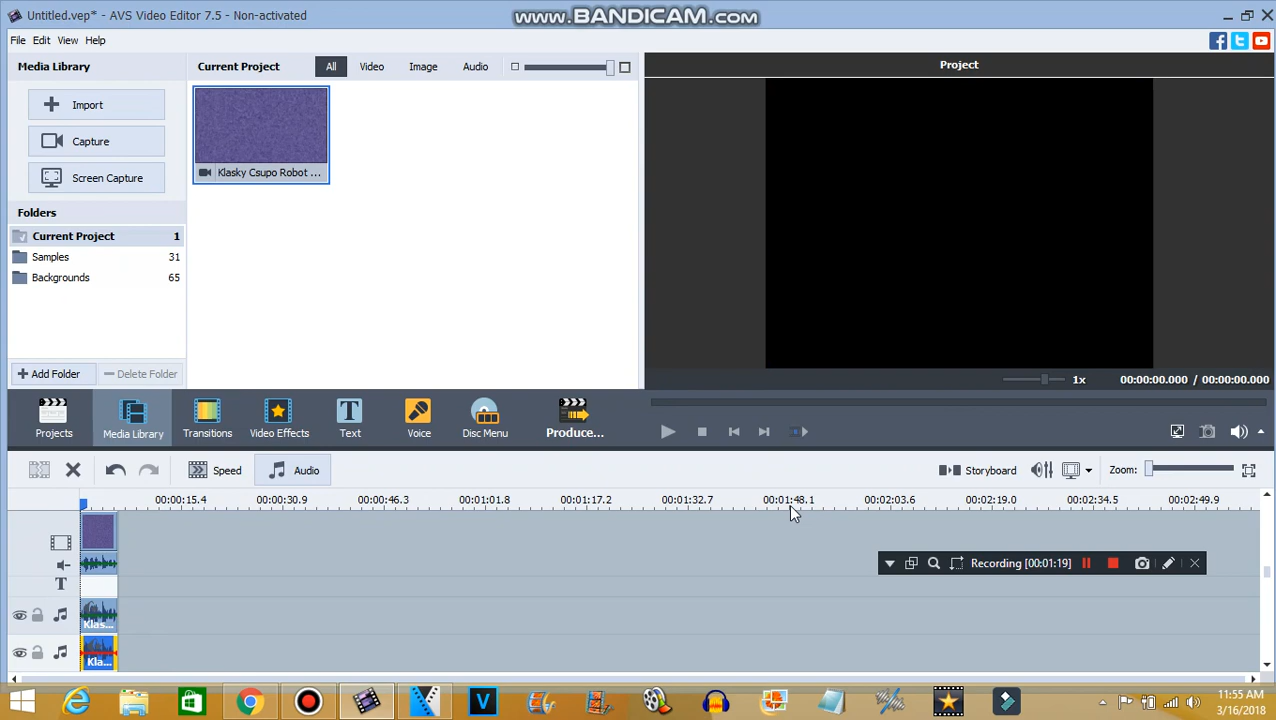 Untitled.vep* - AVS Video Editor 7.5 - Non-activated
www.BANDICAM.com
File Edit View Help
Media Library
Current Project
All
Video
Image
Audio
Project
Import
Capture
Screen Capture
Klasky Csupo Robot ...
Folders
Current Project 1
Samples 31
Backgrounds 65
Add Folder
Delete Folder
1x
00:00:00.000 / 00:00:00.000
Projects
Media Library
Transitions
Video Effects
Text
Voice
Disc Menu
Produce...
Speed
Audio
Storyboard
Zoom:
00:00:15.4 00:00:30.9 00:00:46.3 00:01:01.8 00:01:17.2 00:01:32.7 00:01:48.1 00:02:03.6 00:02:19.0 00:02:34.5 00:02:49.9
Recording [00:01:19]
T
Klas...
Kla...
11:55 AM
3/16/2018